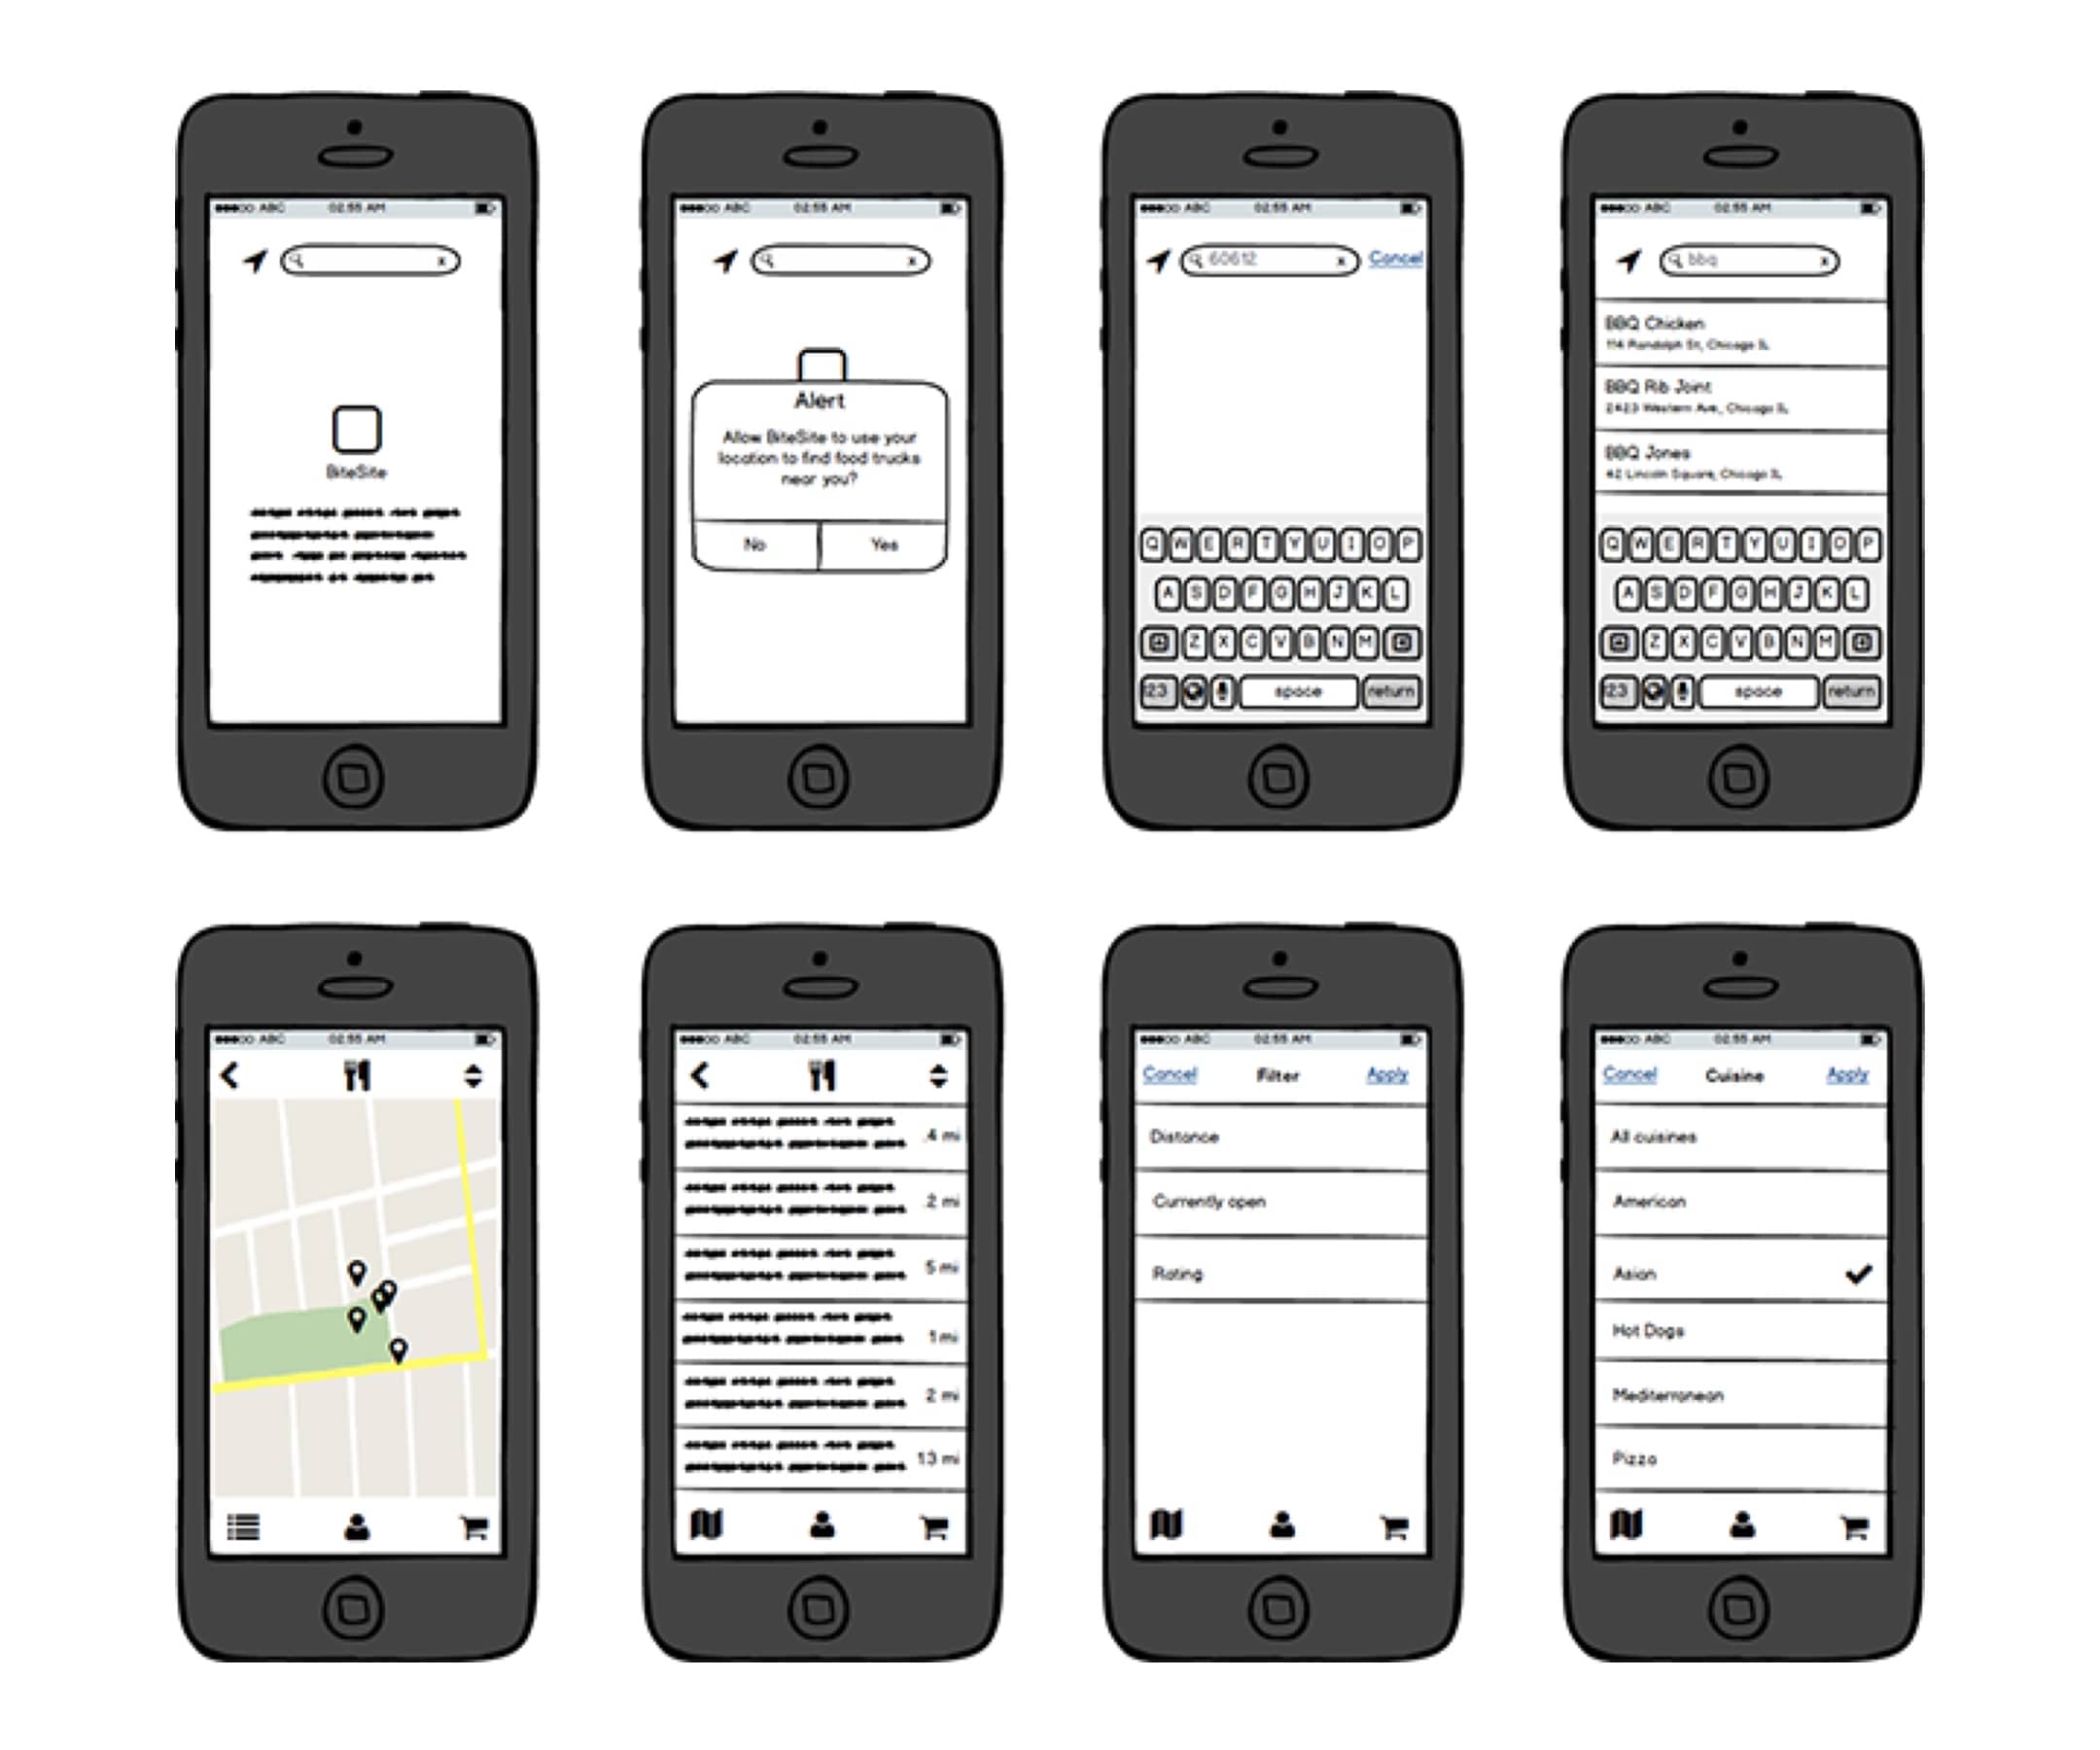 ABC 02:55 AM
BiteSite
ABC 02:55 AM
Alert
Allow BiteSite to use your
location to find food trucks
near you?
No Yes
ABC 02:55 AM
60612 x Cancel
Q W E R T Y U I O P
A S D F G H J K L
Z X C V B N M
123 space return
ABC 02:55 AM
bbq x
BBQ Chicken
114 Randolph St, Chicago IL
BBQ Rib Joint
2423 Western Ave, Chicago IL
BBQ Jones
42 Lincoln Square, Chicago IL
Q W E R T Y U I O P
A S D F G H J K L
Z X C V B N M
123 space return
ABC 02:55 AM
ABC 02:55 AM
.4 mi
.2 mi
.5 mi
1 mi
2 mi
13 mi
ABC 02:55 AM
Cancel Filter Apply
Distance
Currently open
Rating
ABC 02:55 AM
Cancel Cuisine Apply
All cuisines
American
Asian
Hot Dogs
Mediterranean
Pizza